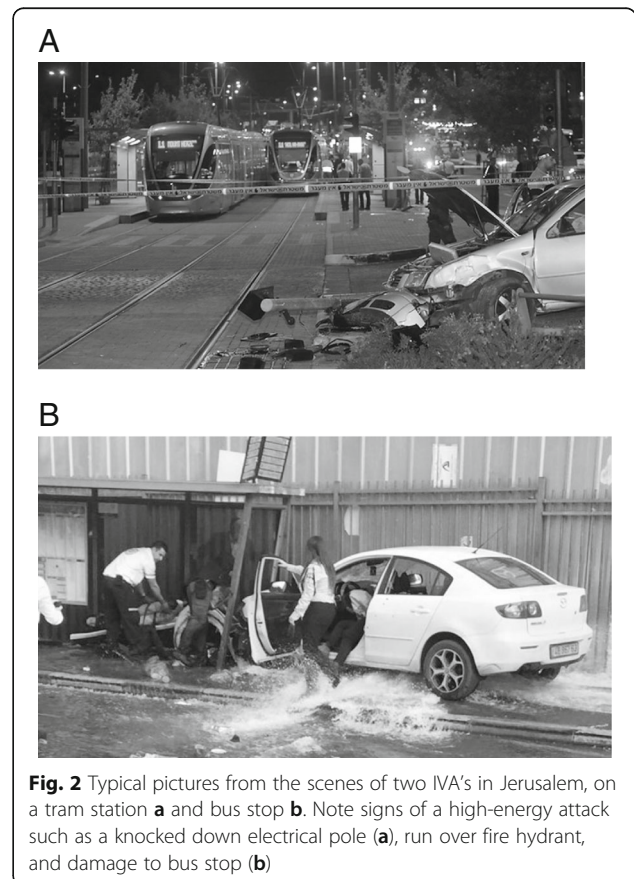 A
B
Fig. 2 Typical pictures from the scenes of two IVA's in Jerusalem, on
a tram station a and bus stop b. Note signs of a high-energy attack
such as a knocked down electrical pole (a), run over fire hydrant,
and damage to bus stop (b)